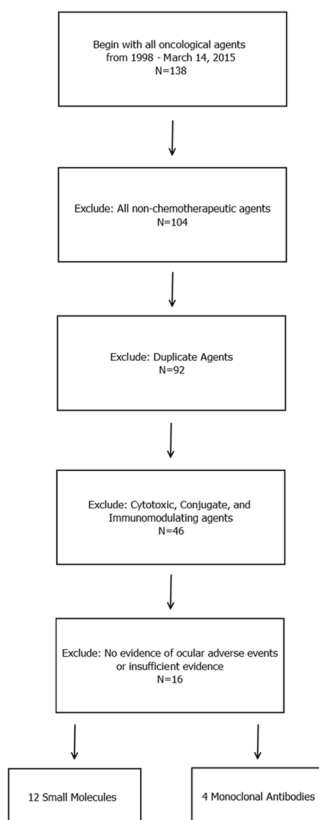 Begin with all oncological agents
from 1998 - March 14, 2015
N=138
Exclude: All non-chemotherapeutic agents
N=104
Exclude: Duplicate Agents
N=92
Exclude: Cytotoxic, Conjugate, and
Immunomodulating agents
N=46
Exclude: No evidence of ocular adverse events
or insufficient evidence
N=16
12 Small Molecules
4 Monoclonal Antibodies